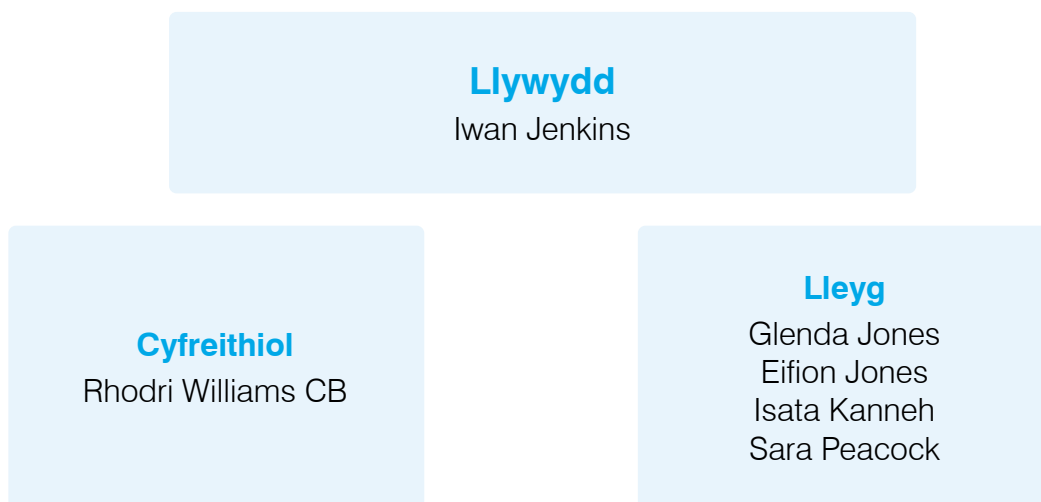 Llywydd
Iwan Jenkins
Cyfreithiol
Rhodri Williams CB
Lleyg
Glenda Jones
Eifion Jones
Isata Kanneh
Sara Peacock